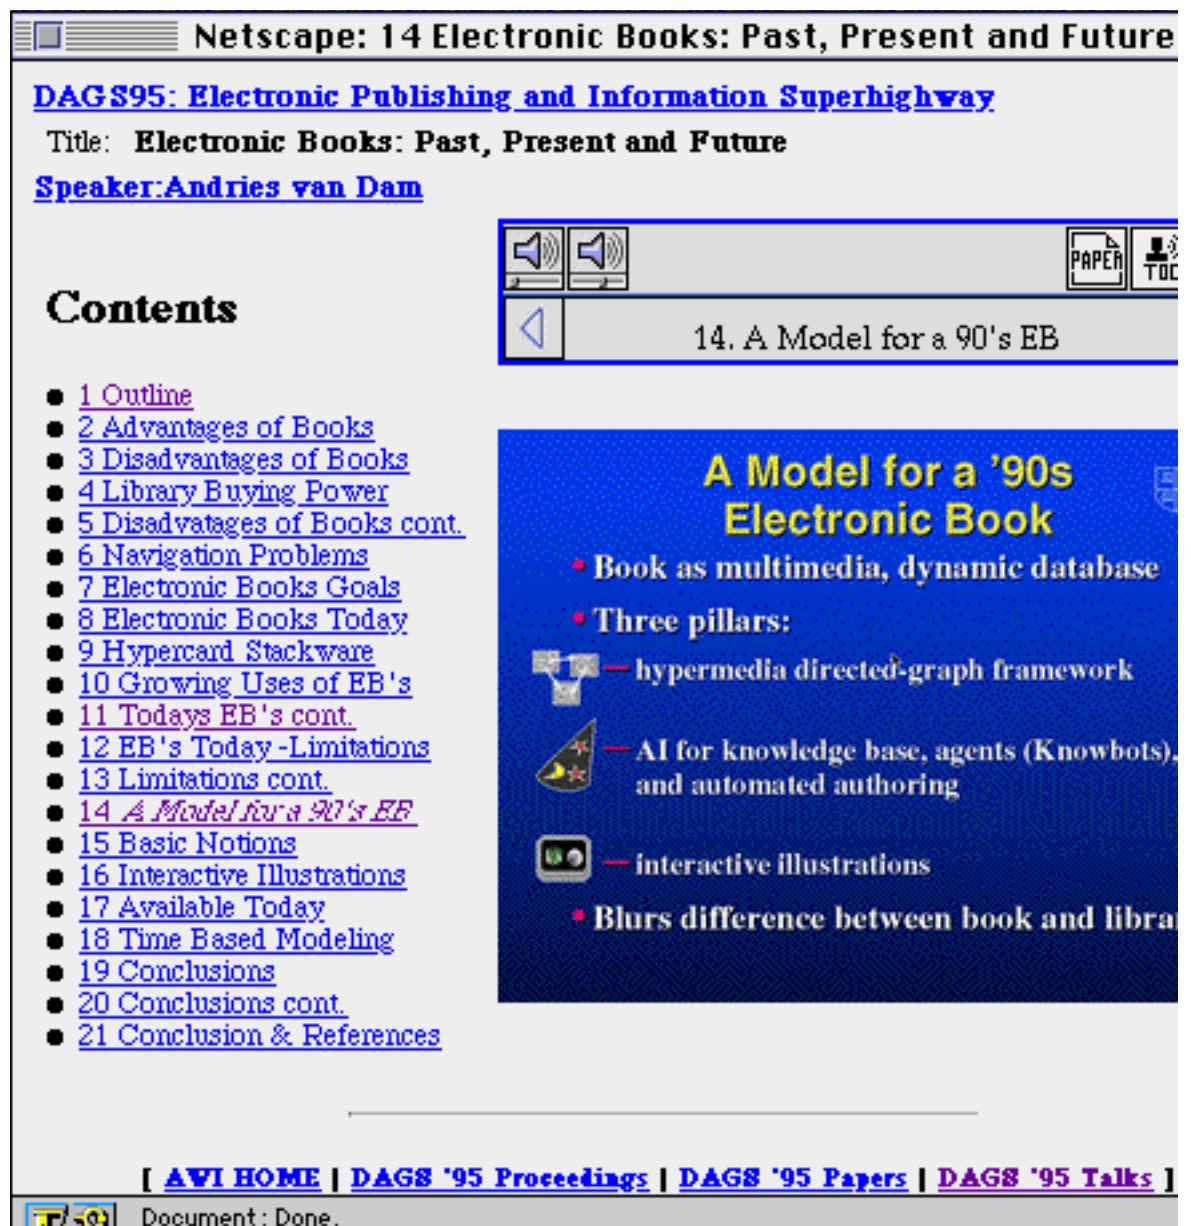 Netscape: 14 Electronic Books: Past, Present and Future
DAGS95: Electronic Publishing and Information Superhighway
Title: Electronic Books: Past, Present and Future
Speaker:Andries van Dam
PAPER
14. A Model for a 90's EB
Contents
1 Outline
2 Advantages of Books
3 Disadvantages of Books
4 Library Buying Power
5 Disadvatages of Books cont.
6 Navigation Problems
7 Electronic Books Goals
8 Electronic Books Today
9 Hypercard Stackware
10 Growing Uses of EB's
11 Todays EB's cont.
12 EB's Today -Limitations
13 Limitations cont.
14 A Model for a 90's EB
15 Basic Notions
16 Interactive Illustrations
17 Available Today
18 Time Based Modeling
19 Conclusions
20 Conclusions cont.
21 Conclusion & References
A Model for a '90s
Electronic Book
Book as multimedia, dynamic database
Three pillars:
— hypermedia directed-graph framework
— AI for knowledge base, agents (Knowbots),
and automated authoring
— interactive illustrations
Blurs difference between book and
[ AWI HOME | DAGS '95 Proceedings | DAGS '95 Papers | DAGS '95 Talks ]
Document: Done.